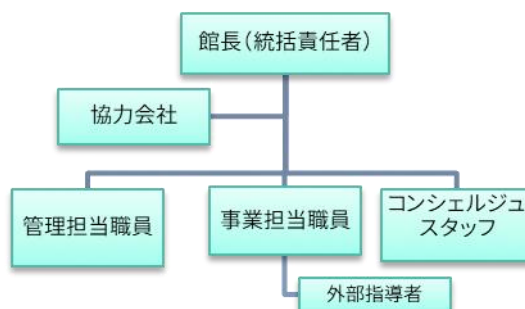 館長（統括責任者）
協力会社
管理担当職員
事業担当職員
コンシェルジュ
スタッフ
外部指導者